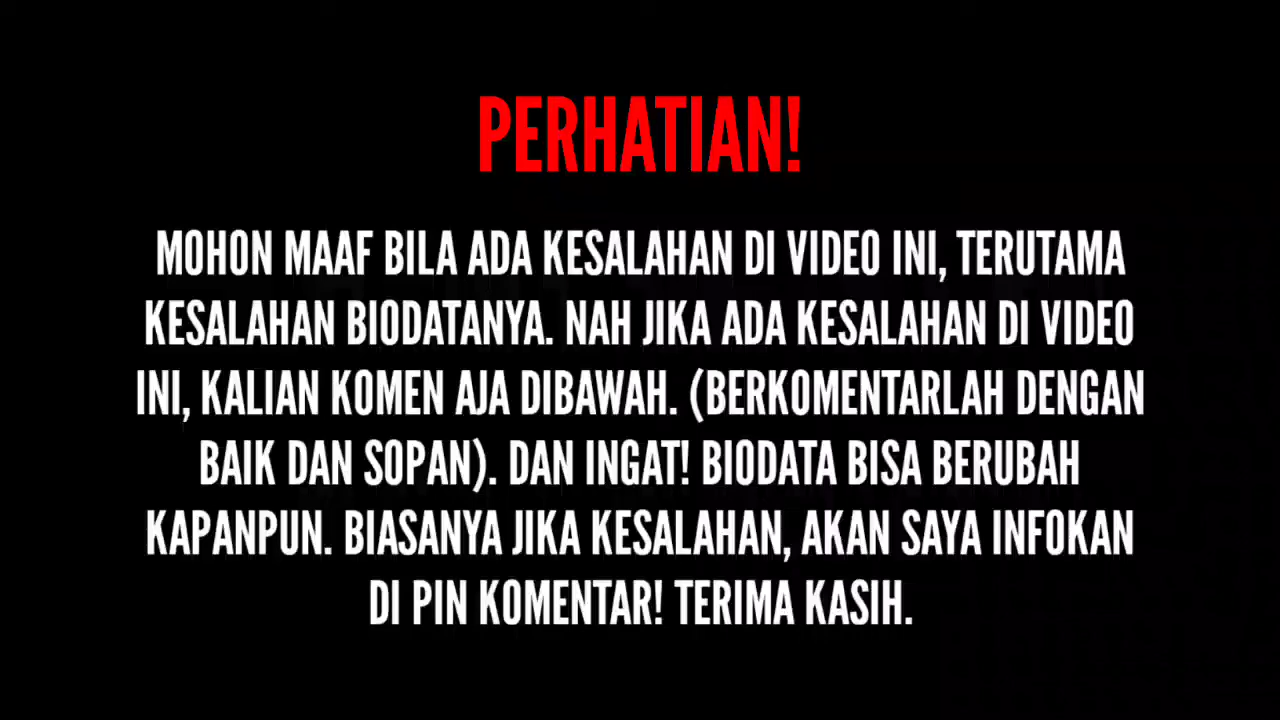 PERHATIAN!
MOHON MAAF BILA ADA KESALAHAN DI VIDEO INI, TERUTAMA
KESALAHAN BIODATANYA. NAH JIKA ADA KESALAHAN DI VIDEO
INI, KALIAN KOMEN AJA DIBAWAH. (BERKOMENTARLAH DENGAN
BAIK DAN SOPAN). DAN INGAT! BIODATA BISA BERUBAH
KAPANPUN. BIASANYA JIKA KESALAHAN, AKAN SAYA INFOKAN
DI PIN KOMENTAR! TERIMA KASIH.